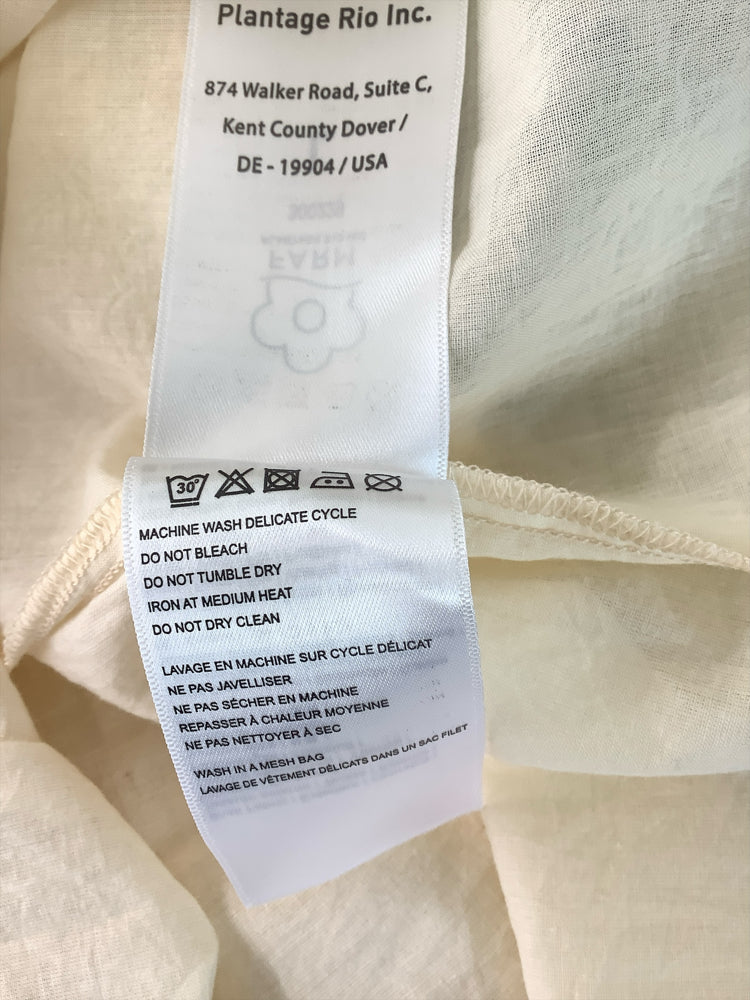 Plantage Rio Inc.
874 Walker Road, Suite C,
Kent County Dover /
DE - 19904 / USA
FARM
30°
MACHINE WASH DELICATE CYCLE
DO NOT BLEACH
DO NOT TUMBLE DRY
IRON AT MEDIUM HEAT
DO NOT DRY CLEAN
LAVAGE EN MACHINE SUR CYCLE DÉLICAT
NE PAS JAVELLISER
NE PAS SÉCHER EN MACHINE
REPASSER À CHALEUR MOYENNE
NE PAS NETTOYER À SEC
WASH IN A MESH BAG
LAVAGE DE VÊTEMENT DÉLICATS DANS UN SAC FILET